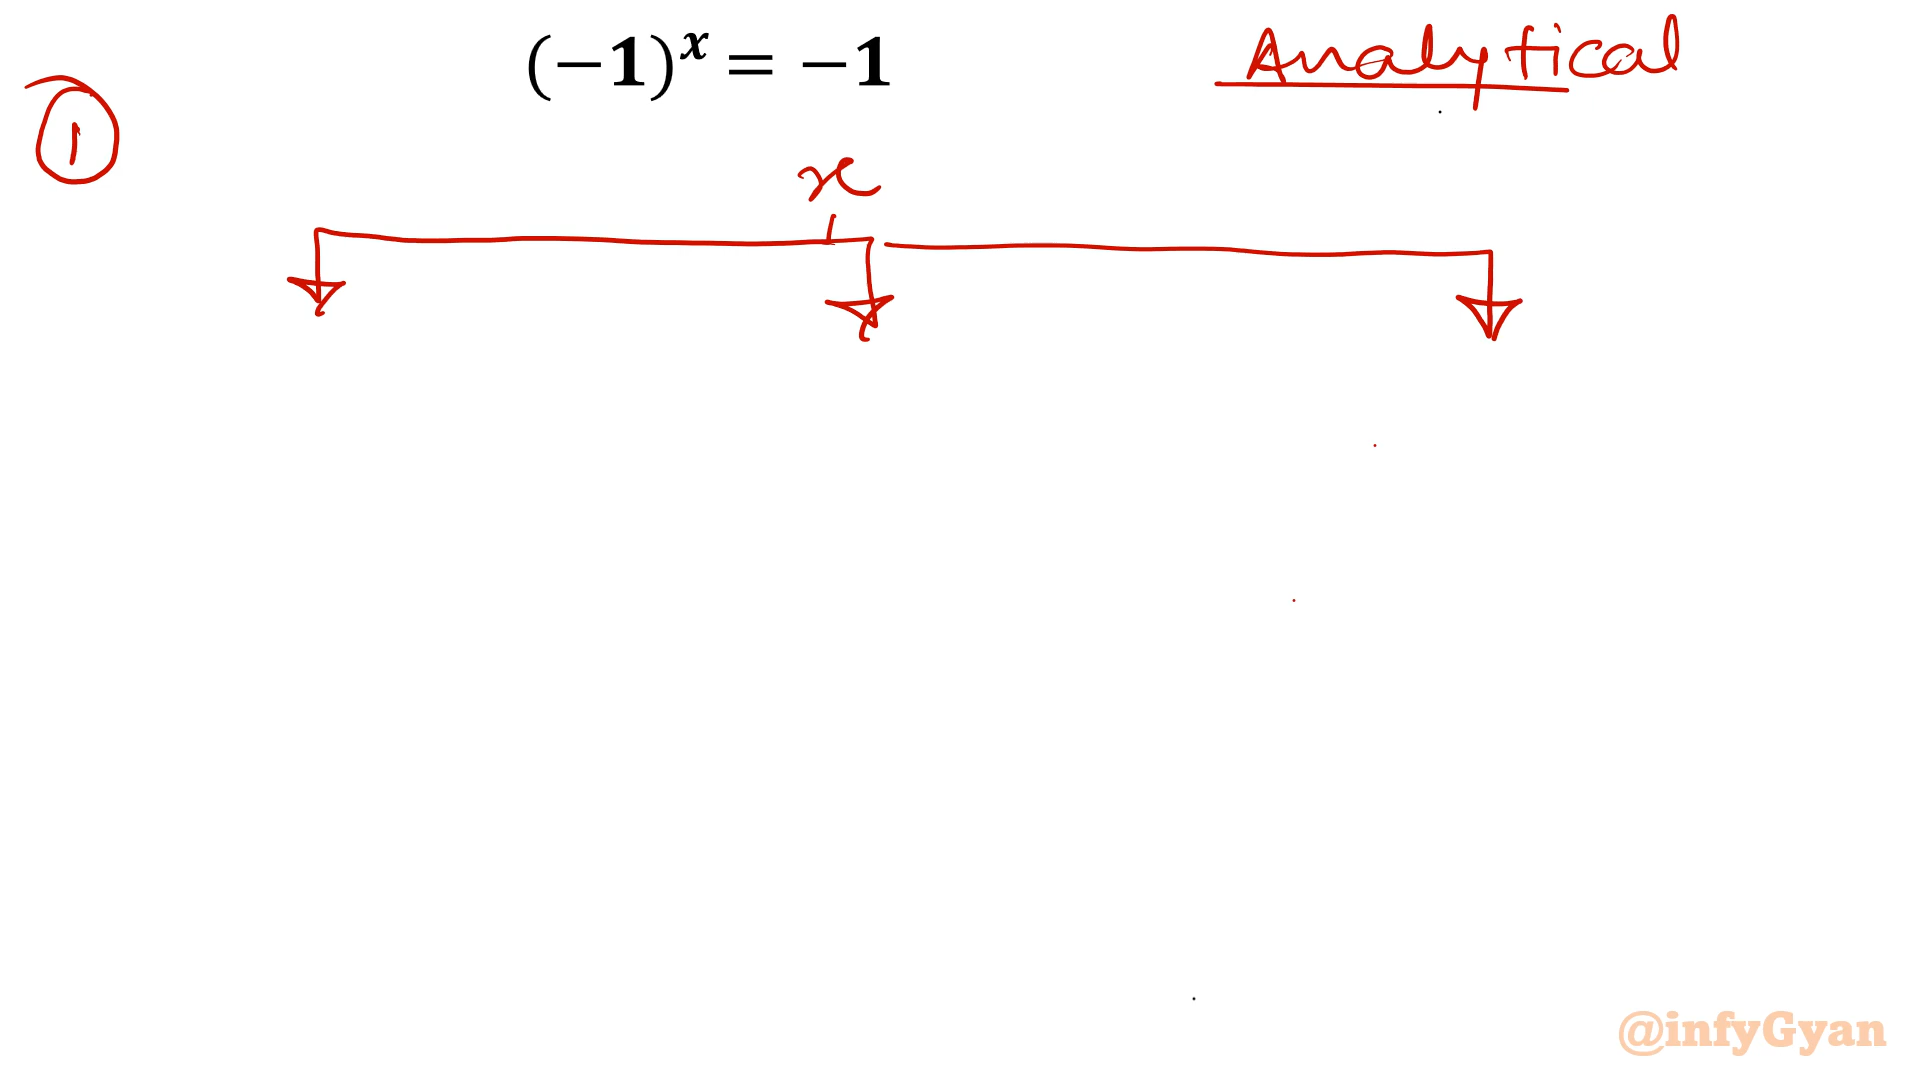 (−1)^x = −1
Analytical
1
x
@infyGyan